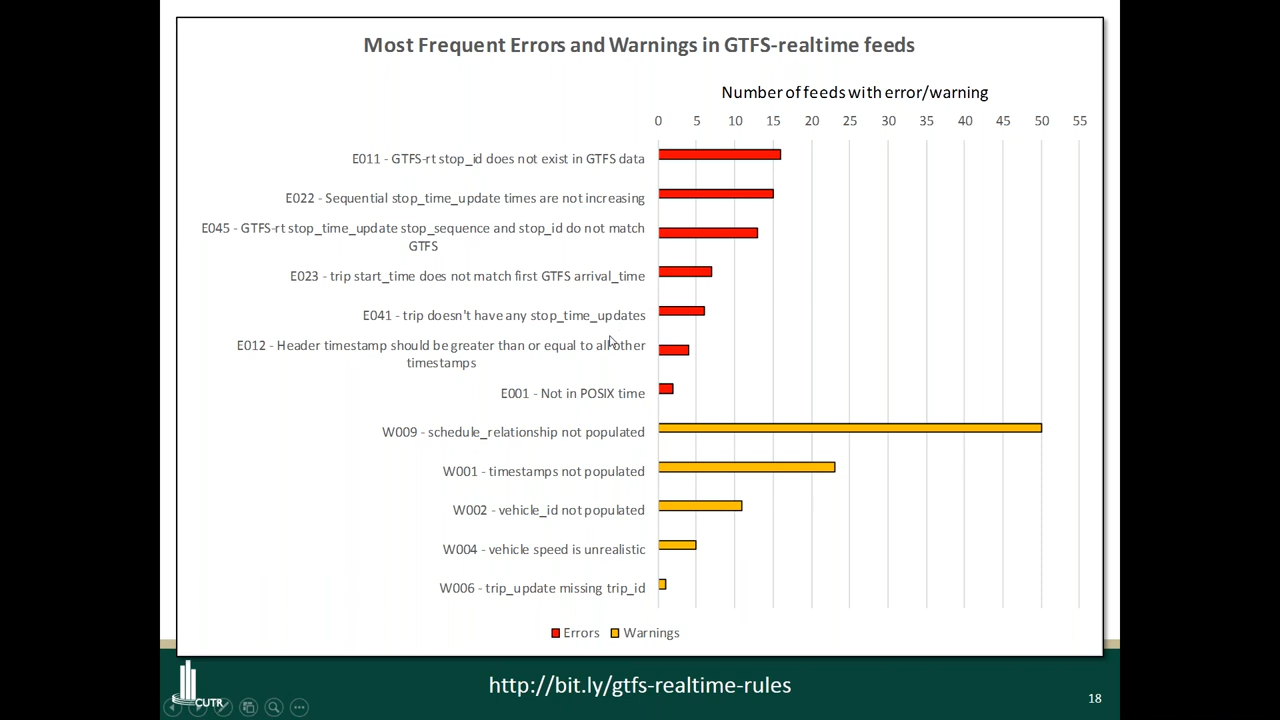 Most Frequent Errors and Warnings in GTFS-realtime feeds
Number of feeds with error/warning
0 5 10 15 20 25 30 35 40 45 50 55
E011 - GTFS-rt stop_id does not exist in GTFS data
E022 - Sequential stop_time_update times are not increasing
E045 - GTFS-rt stop_time_update stop_sequence and stop_id do not match
GTFS
E023 - trip start_time does not match first GTFS arrival_time
E041 - trip doesn't have any stop_time_updates
E012 - Header timestamp should be greater than or equal to all other
timestamps
E001 - Not in POSIX time
W009 - schedule_relationship not populated
W001 - timestamps not populated
W002 - vehicle_id not populated
W004 - vehicle speed is unrealistic
W006 - trip_update missing trip_id
Errors Warnings
http://bit.ly/gtfs-realtime-rules
CUTR
18